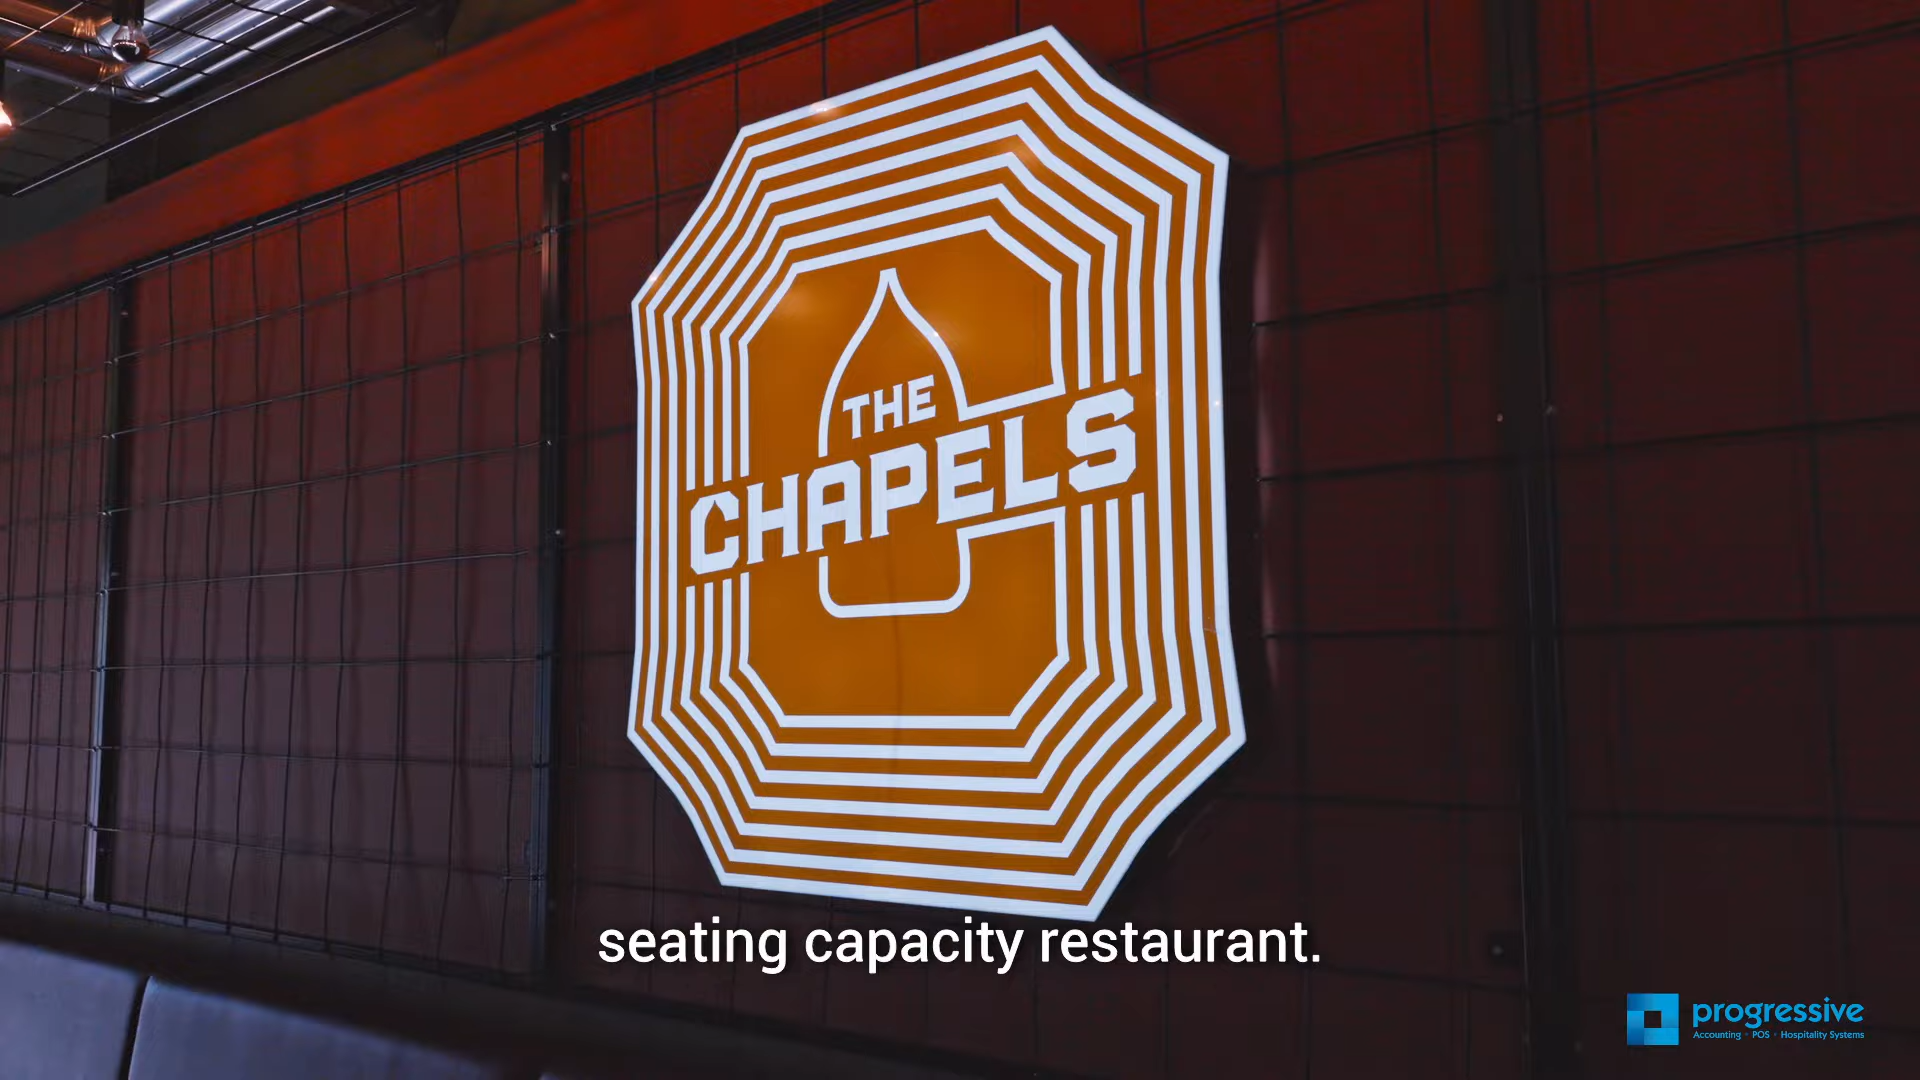 THE
CHAPELS
seating capacity restaurant.
progressive
Accounting • POS • Hospitality Systems